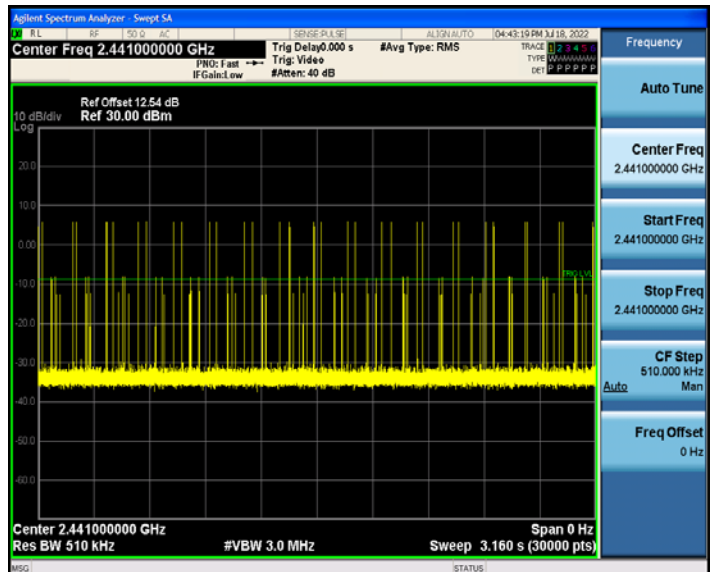 Agilent Spectrum Analyzer - Swept SA
RL RF 50 Ω AC SENSE:PULSE ALIGN AUTO 04:43:19 PM Jul 18, 2022
Center Freq 2.441000000 GHz
PNO: Fast
IFGain:Low
Trig Delay0.000 s
Trig: Video
#Atten: 40 dB
#Avg Type: RMS
TRACE 1 2 3 4 5 6
TYPE WWWWWW
DET P P P P P P
Ref Offset 12.54 dB
10 dB/div Ref 30.00 dBm
Log
20.0
10.0
0.00
TRIG LVL
-10.0
-20.0
-30.0
-40.0
-50.0
-60.0
Center 2.441000000 GHz Span 0 Hz
Res BW 510 kHz #VBW 3.0 MHz Sweep 3.160 s (30000 pts)
MSG STATUS
Frequency
Auto Tune
Center Freq
2.441000000 GHz
Start Freq
2.441000000 GHz
Stop Freq
2.441000000 GHz
CF Step
510.000 kHz
Auto Man
Freq Offset
0 Hz